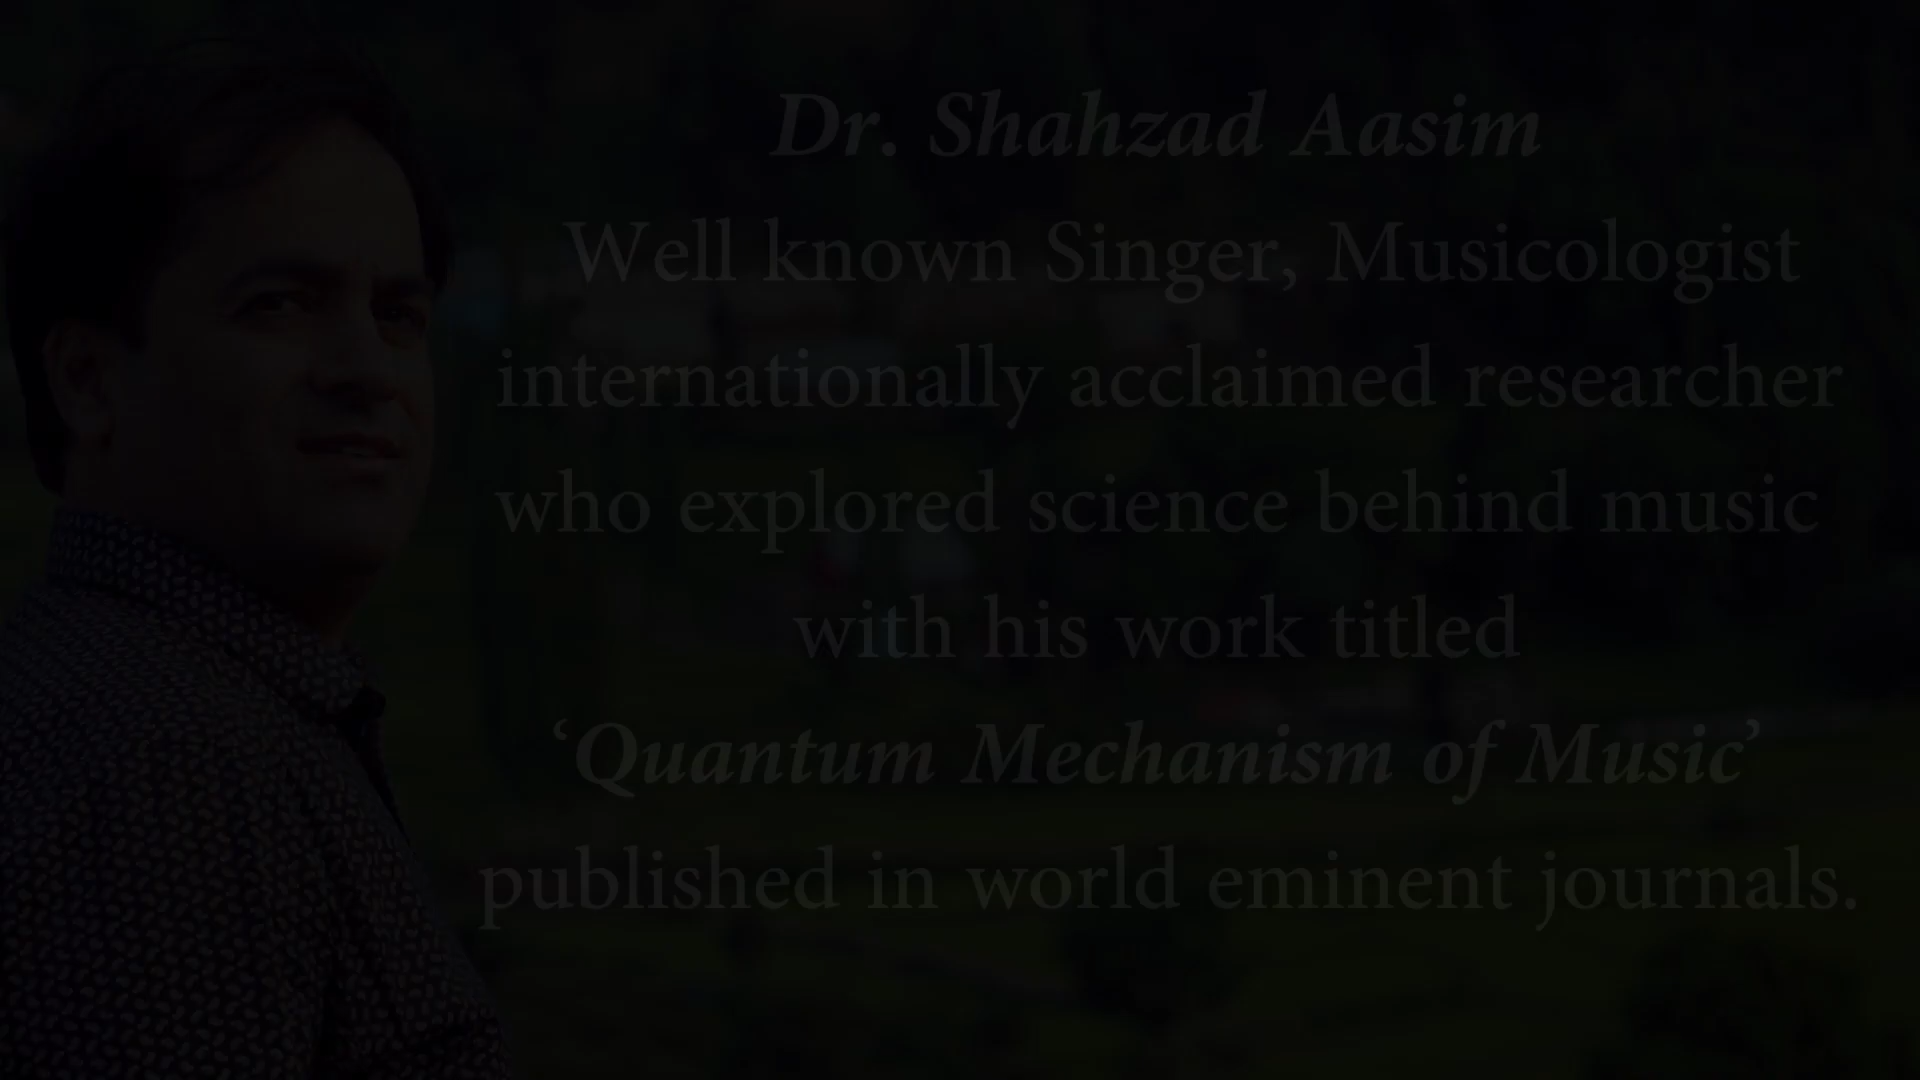 Dr. Shahzad Aasim
Well known Singer, Musicologist
internationally acclaimed researcher
who explored science behind music
with his work titled
‘Quantum Mechanism of Music’
published in world eminent journals.